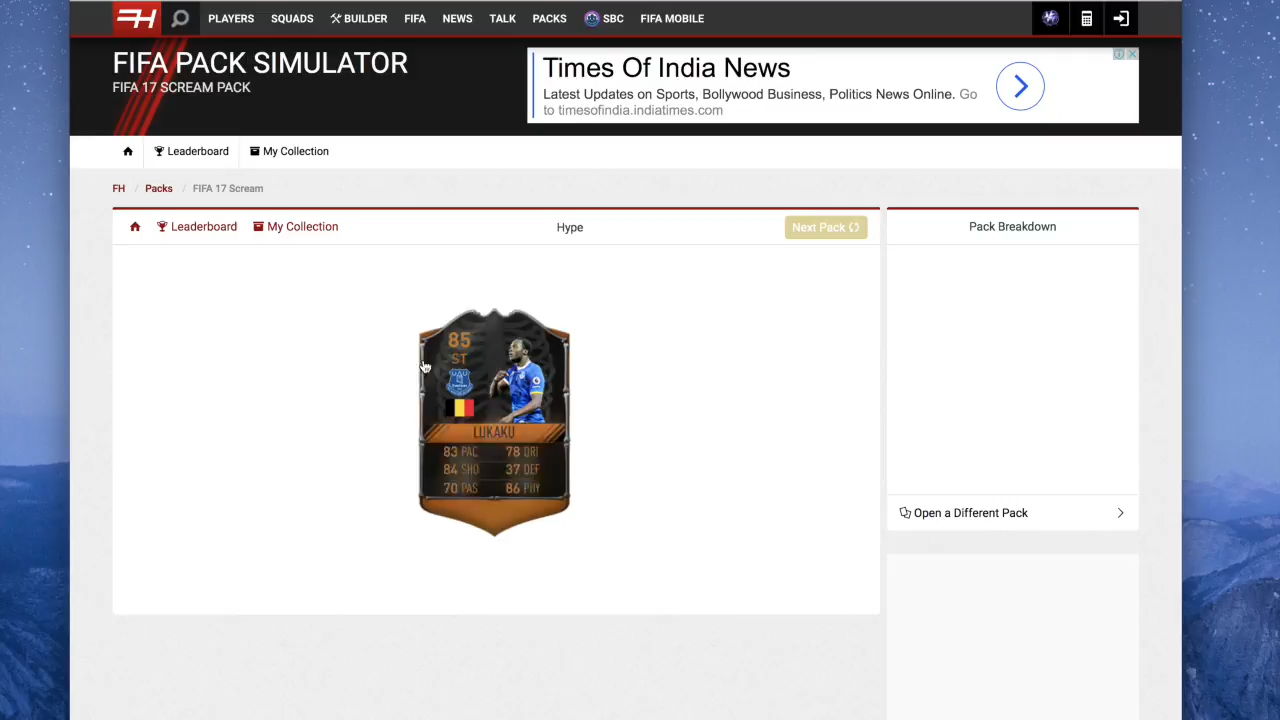 FH PLAYERS SQUADS BUILDER FIFA NEWS TALK PACKS SBC FIFA MOBILE
FIFA PACK SIMULATOR
FIFA 17 SCREAM PACK
Times Of India News
Latest Updates on Sports, Bollywood Business, Politics News Online. Go
to timesofindia.indiatimes.com
Leaderboard My Collection
FH / Packs / FIFA 17 Scream
Leaderboard My Collection Hype Next Pack
Pack Breakdown
85
ST
LUKAKU
83 PAC 78 DRI
84 SHO 37 DEF
70 PAS 86 PHY
Open a Different Pack